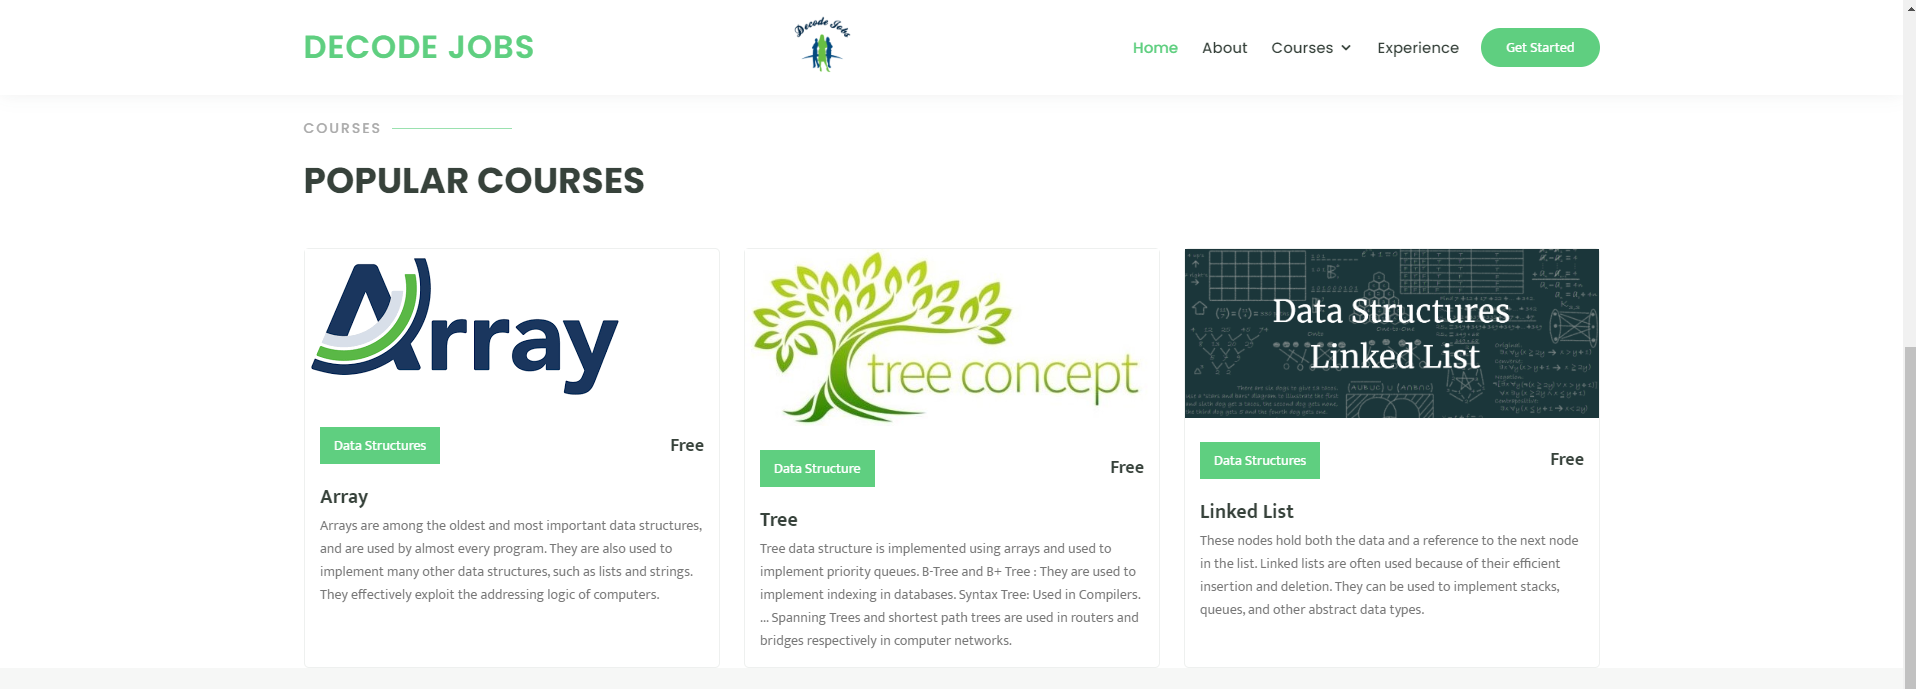 DECODE JOBS
Decode Jobs
Home
About
Courses
Experience
Get Started
COURSES
POPULAR COURSES
Array
Data Structures
Free
Array
Arrays are among the oldest and most important data structures,
and are used by almost every program. They are also used to
implement many other data structures, such as lists and strings.
They effectively exploit the addressing logic of computers.
tree concept
Data Structure
Free
Tree
Tree data structure is implemented using arrays and used to
implement priority queues. B-Tree and B+ Tree : They are used to
implement indexing in databases. Syntax Tree: Used in Compilers.
... Spanning Trees and shortest path trees are used in routers and
bridges respectively in computer networks.
Data Structures
Linked List
Data Structures
Free
Linked List
These nodes hold both the data and a reference to the next node
in the list. Linked lists are often used because of their efficient
insertion and deletion. They can be used to implement stacks,
queues, and other abstract data types.